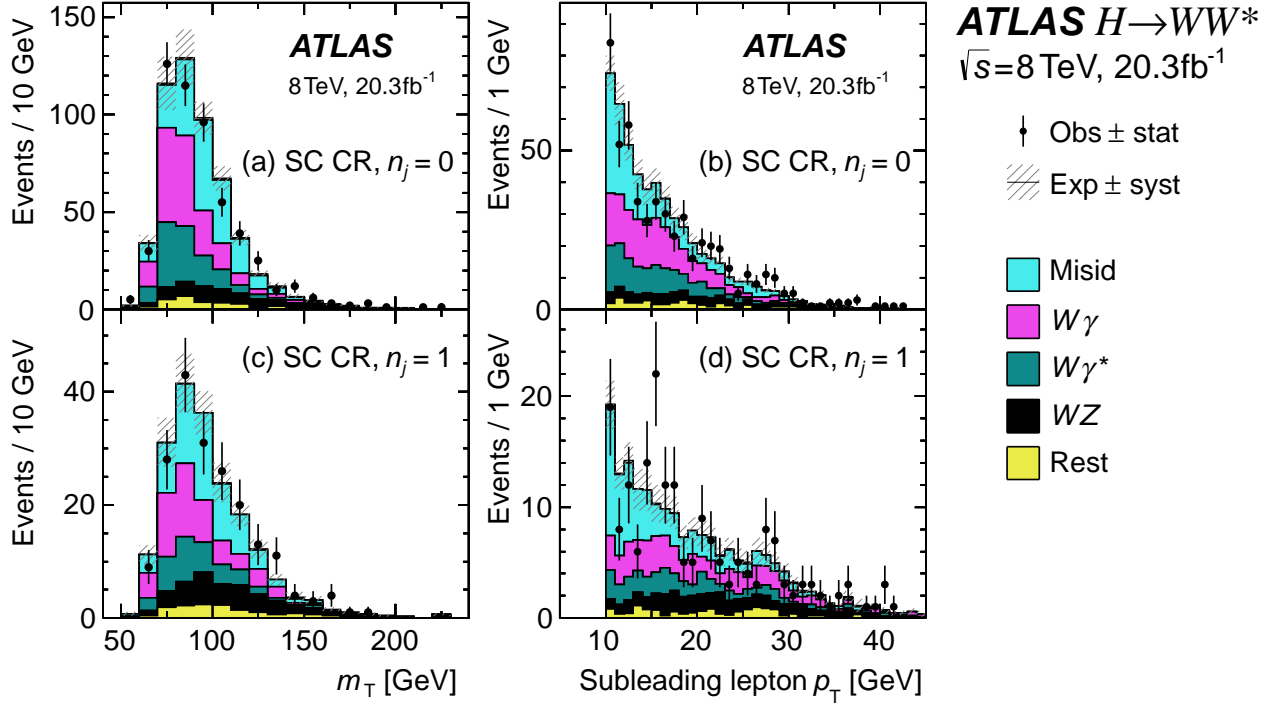 150
100
50
0
Events / 10 GeV
ATLAS
8 TeV, 20.3fb⁻¹
(a) SC CR, nⱼ = 0
50
0
Events / 1 GeV
ATLAS
8 TeV, 20.3fb⁻¹
(b) SC CR, nⱼ = 0
40
20
0
Events / 10 GeV
(c) SC CR, nⱼ = 1
50 100 150 200
m_T [GeV]
20
10
0
Events / 1 GeV
(d) SC CR, nⱼ = 1
10 20 30 40
Subleading lepton p_T [GeV]
ATLAS H→WW*
√s=8 TeV, 20.3fb⁻¹
Obs ± stat
Exp ± syst
Misid
Wγ
Wγ*
WZ
Rest